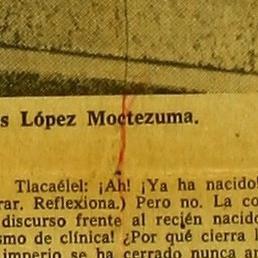 s López Moctezuma.
Tlacaélel: ¡Ah! ¡Ya ha nacido!
rar. Reflexiona.) Pero no. La co
discurso frente al recién nacido
smo de clínica! ¿Por qué cierra l
imperio se ha cerrado nunca an